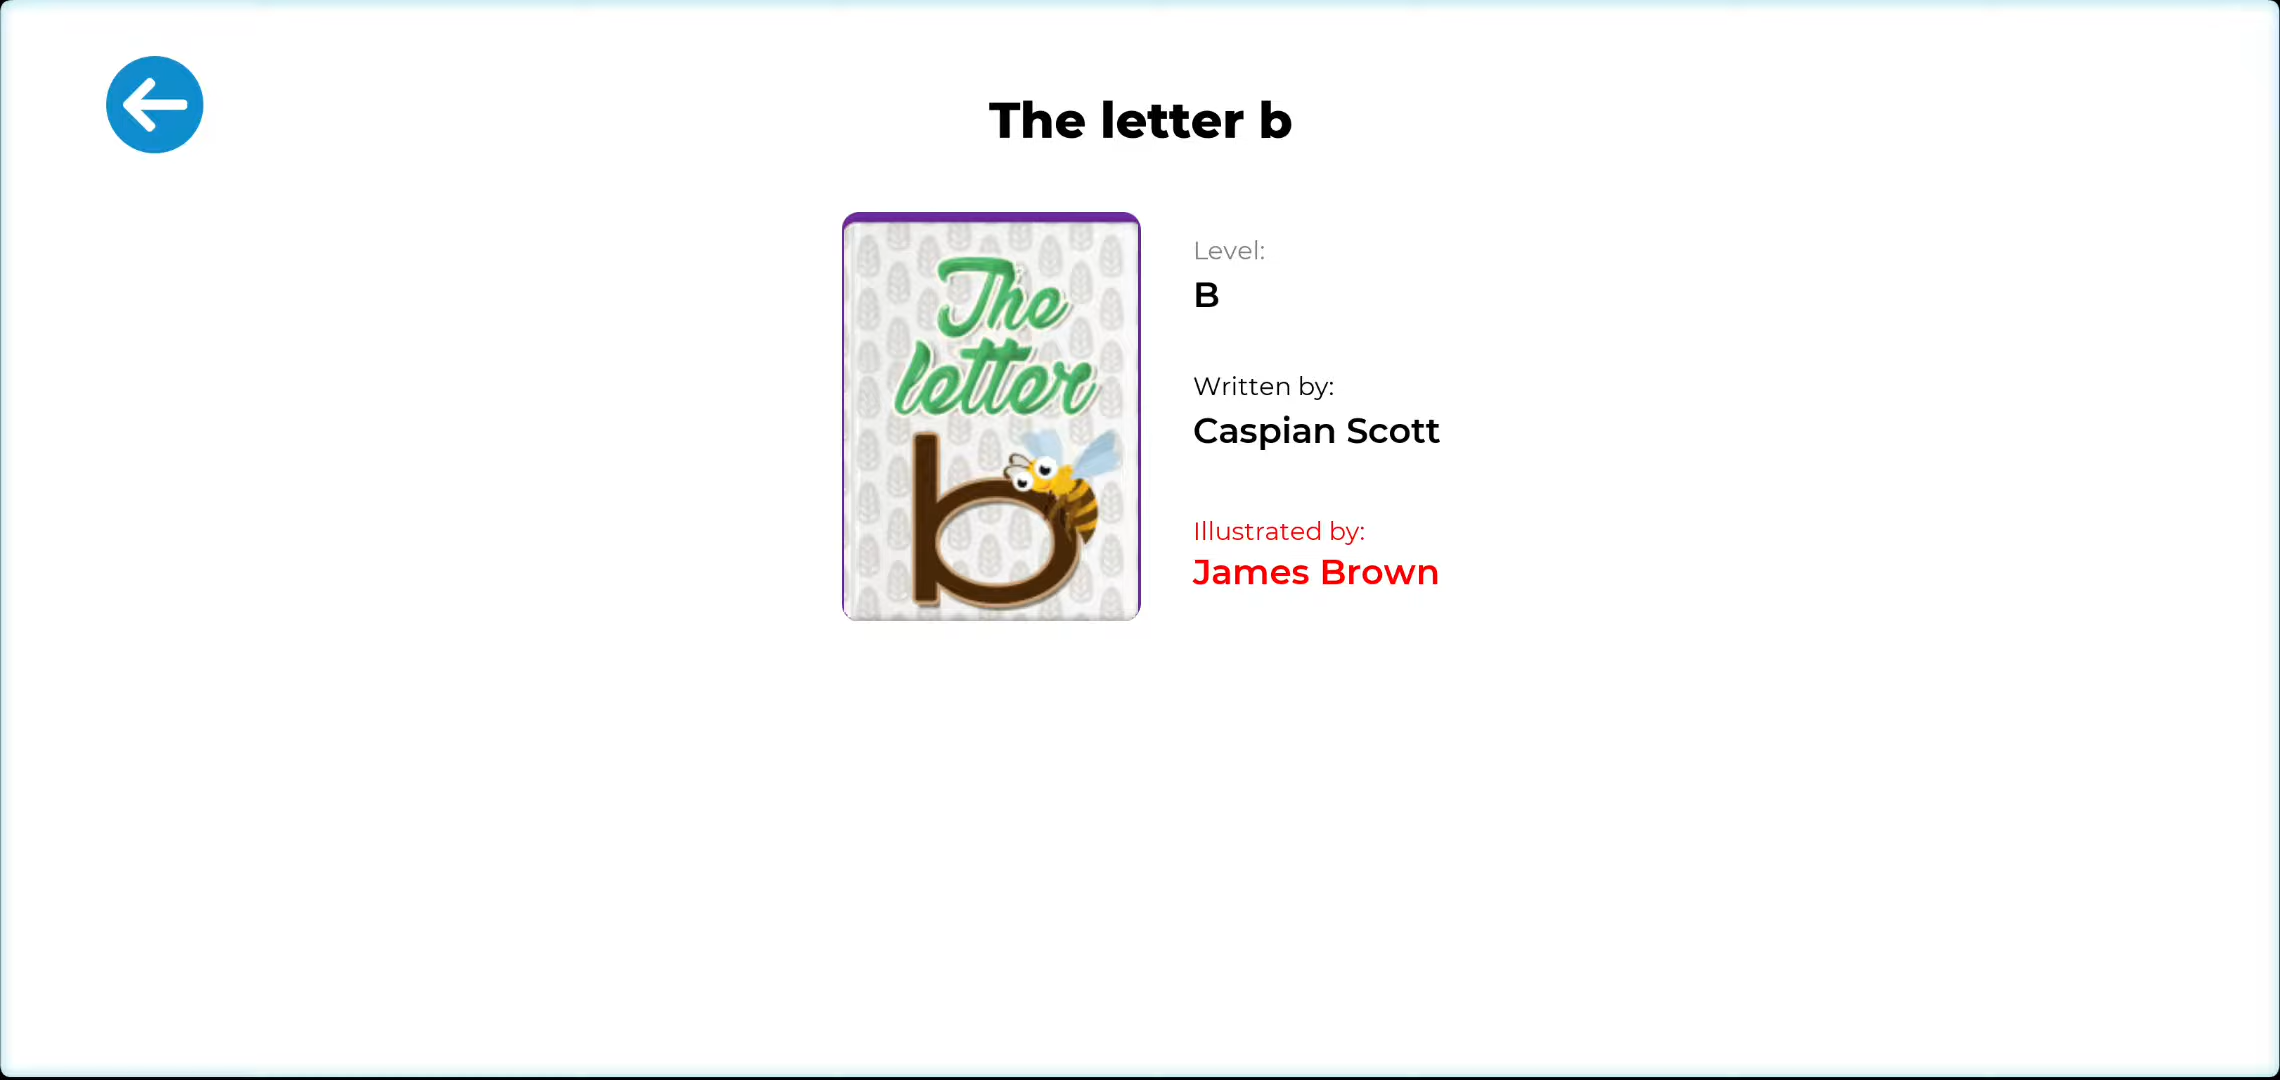 The letter b
The
letter
b
Level:
B
Written by:
Caspian Scott
Illustrated by:
James Brown